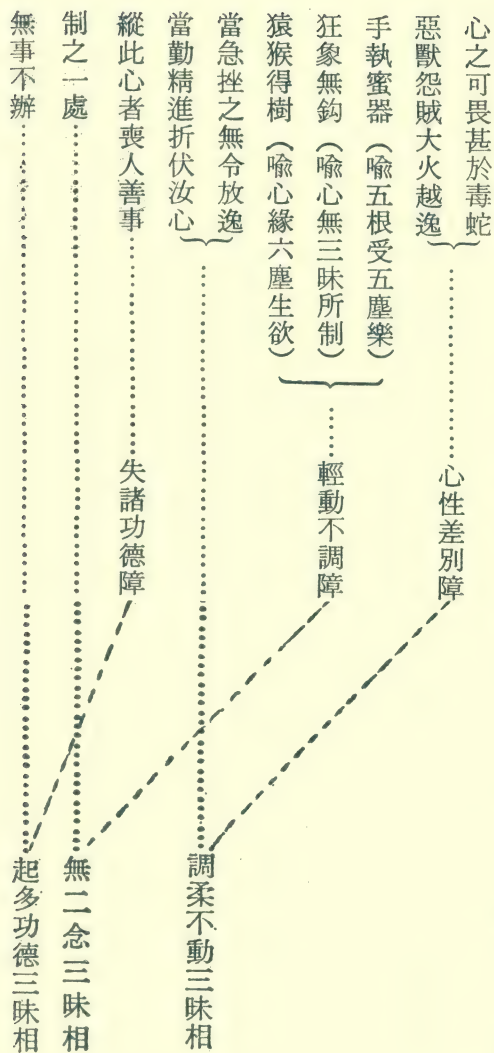 心之可畏甚於毒蛇
惡獸怨賊大火越逸
心性差別障
手執蜜器(喻五根受五塵樂)
狂象無鈎(喻心無三昧所制)
猿猴得樹(喻心緣六塵生欲)
輕動不調障
當急挫之無令放逸
當勤精進折伏汝心
調柔不動三昧相
縱此心者喪人善事
失諸功德障
制之一處
無二念三昧相
無事不辦
起多功德三昧相